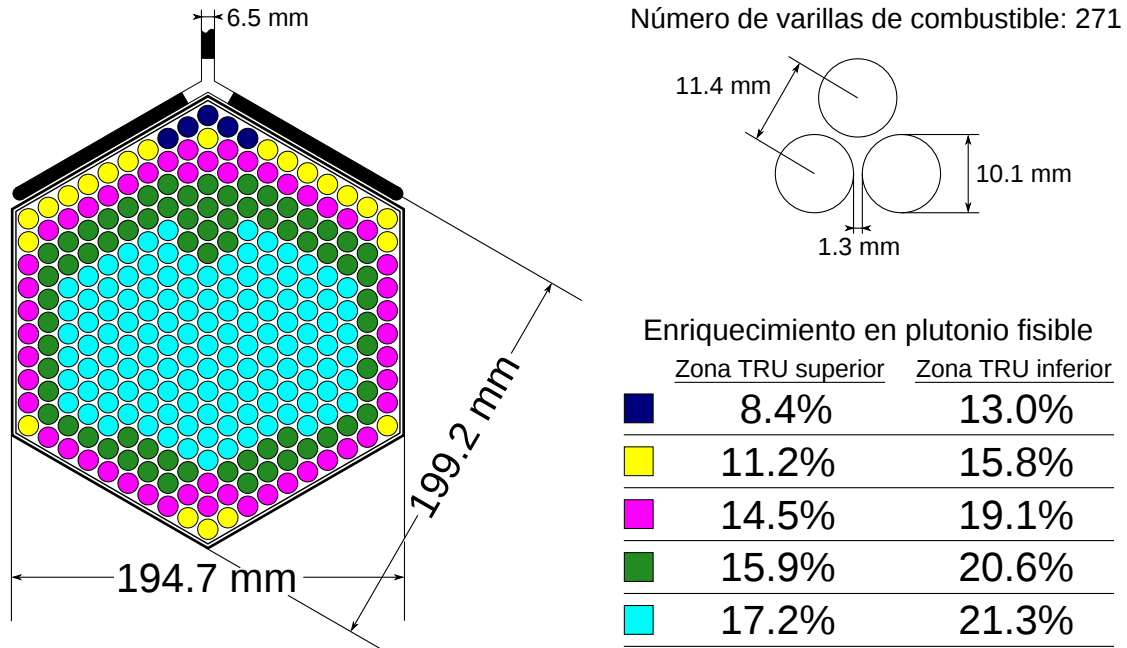 6.5 mm
Número de varillas de combustible: 271
11.4 mm
10.1 mm
1.3 mm
199.2 mm
194.7 mm
Enriquecimiento en plutonio fisible
Zona TRU superior Zona TRU inferior
8.4% 13.0%
11.2% 15.8%
14.5% 19.1%
15.9% 20.6%
17.2% 21.3%